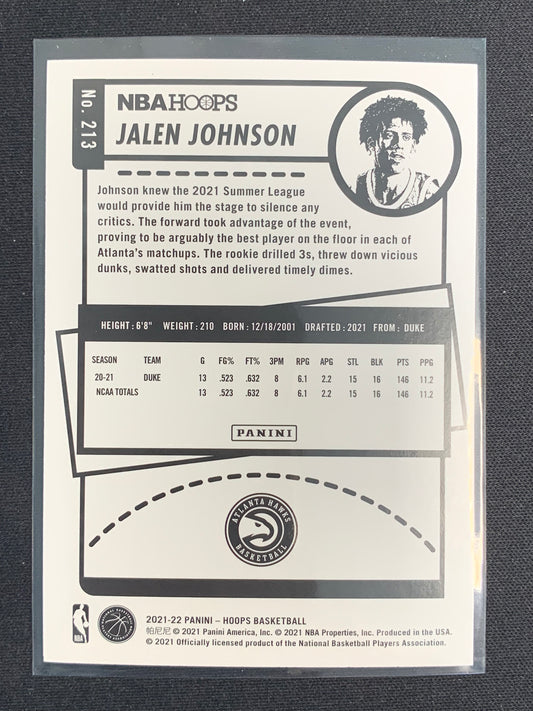 No. 213
NBA HOOPS
JALEN JOHNSON
Johnson knew the 2021 Summer League
would provide him the stage to silence any
critics. The forward took advantage of the event,
proving to be arguably the best player on the floor in each of
Atlanta's matchups. The rookie drilled 3s, threw down vicious
dunks, swatted shots and delivered timely dimes.
HEIGHT: 6'8" WEIGHT: 210 BORN: 12/18/2001 DRAFTED: 2021 FROM: DUKE
SEASON TEAM G FG% FT% 3PM RPG APG STL BLK PTS PPG
20-21 DUKE 13 .523 .632 8 6.1 2.2 15 16 146 11.2
NCAA TOTALS 13 .523 .632 8 6.1 2.2 15 16 146 11.2
PANINI
ATLANTA HAWKS
BASKETBALL
2021-22 PANINI – HOOPS BASKETBALL
帕尼尼 © 2021 Panini America, Inc. © 2021 NBA Properties, Inc. Produced in the USA.
© 2021 Officially licensed product of the National Basketball Players Association.
NBA